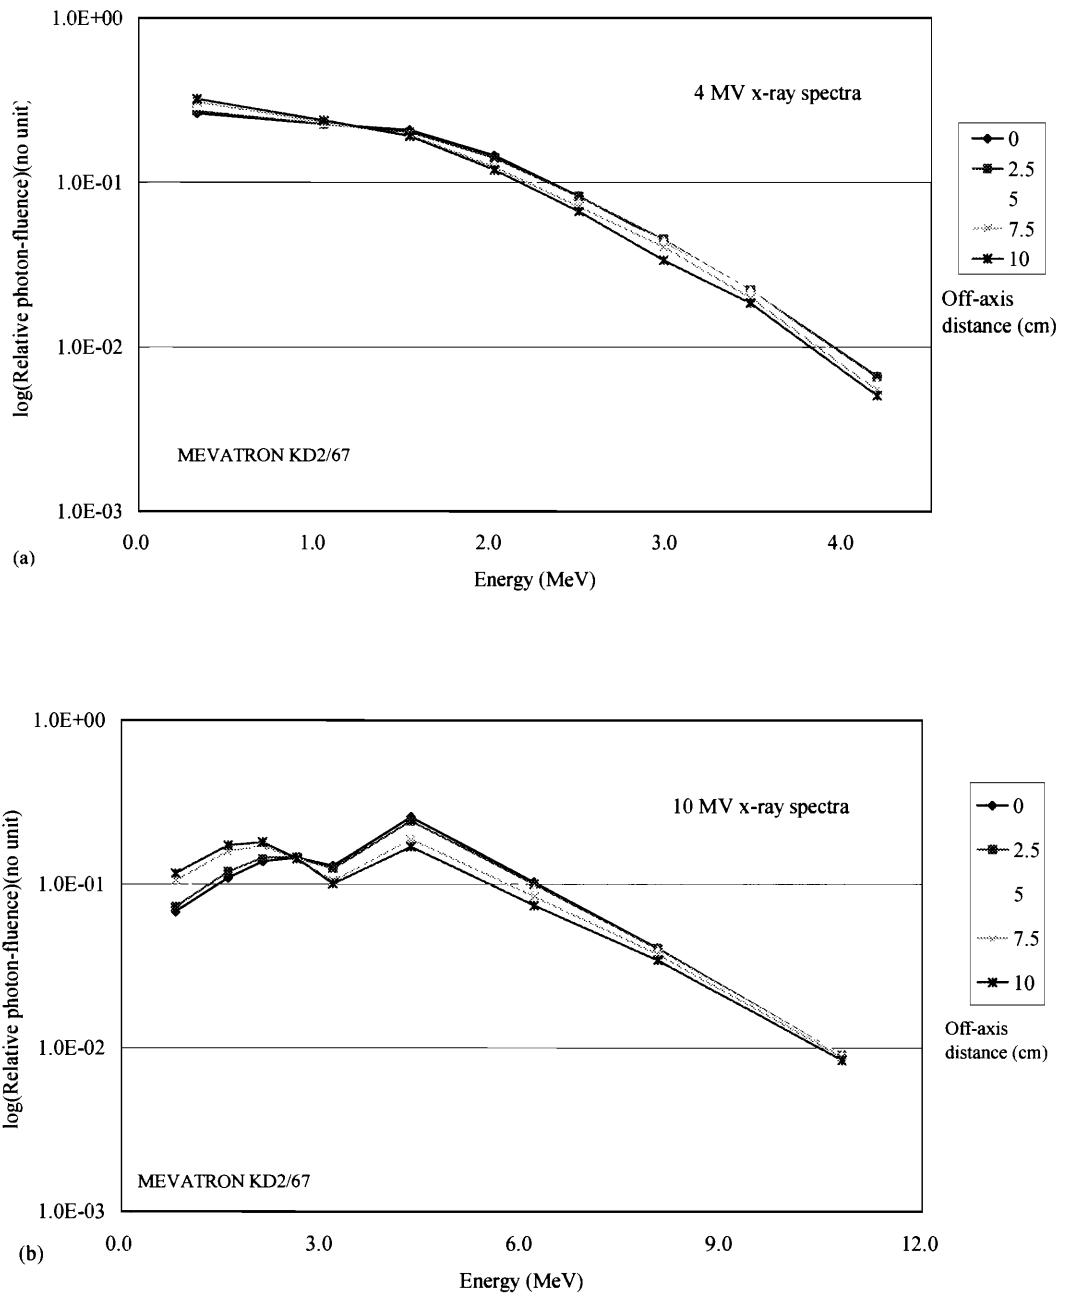 1.0E+00
4 MV x-ray spectra
1.0E-01
1.0E-02
1.0E-03
log(Relative photon-fluence)(no unit)
MEVATRON KD2/67
0.0 1.0 2.0 3.0 4.0
Energy (MeV)
(a)
0
2.5
5
7.5
10
Off-axis
distance (cm)
1.0E+00
10 MV x-ray spectra
1.0E-01
1.0E-02
1.0E-03
log(Relative photon-fluence)(no unit)
MEVATRON KD2/67
0.0 3.0 6.0 9.0 12.0
Energy (MeV)
(b)
0
2.5
5
7.5
10
Off-axis
distance (cm)